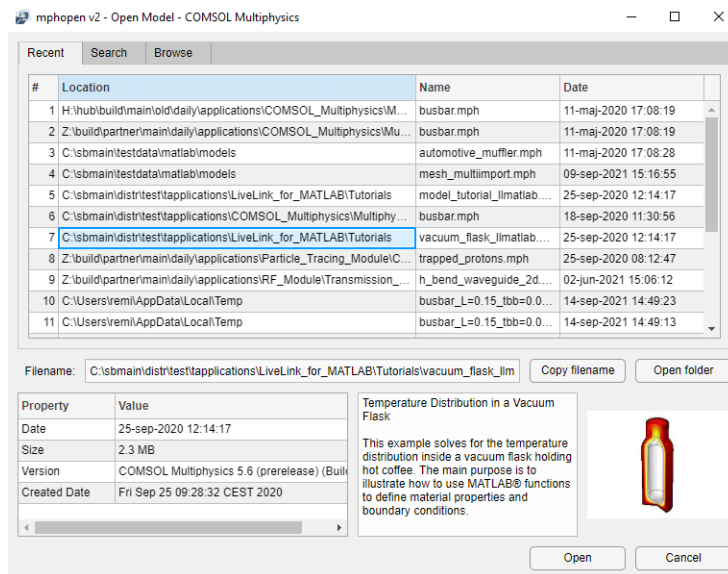 mphopen v2 - Open Model - COMSOL Multiphysics
Recent Search Browse
# Location Name Date
1 H:\hub\build\main\old\daily\applications\COMSOL_Multiphysics\M... busbar.mph 11-maj-2020 17:08:19
2 Z:\build\partner\main\daily\applications\COMSOL_Multiphysics\Mu... busbar.mph 11-maj-2020 17:08:19
3 C:\sbmain\testdata\matlab\models automotive_muffler.mph 11-maj-2020 17:08:28
4 C:\sbmain\testdata\matlab\models mesh_multiimport.mph 09-sep-2021 15:16:55
5 C:\sbmain\distr\test\tapplications\LiveLink_for_MATLAB\Tutorials model_tutorial_llmatlab.... 25-sep-2020 12:14:17
6 C:\sbmain\distr\test\tapplications\COMSOL_Multiphysics\Multiphy... busbar.mph 18-sep-2020 11:30:56
7 C:\sbmain\distr\test\tapplications\LiveLink_for_MATLAB\Tutorials vacuum_flask_llmatlab.... 25-sep-2020 12:14:17
8 Z:\build\partner\main\daily\applications\Particle_Tracing_Module\C... trapped_protons.mph 25-sep-2020 08:12:47
9 Z:\build\partner\main\daily\applications\RF_Module\Transmission_... h_bend_waveguide_2d.... 02-jun-2021 15:06:12
10 C:\Users\remi\AppData\Local\Temp busbar_L=0.15_tbb=0.0... 14-sep-2021 14:49:23
11 C:\Users\remi\AppData\Local\Temp busbar_L=0.15_tbb=0.0... 14-sep-2021 14:49:13
Filename: C:\sbmain\distr\test\tapplications\LiveLink_for_MATLAB\Tutorials\vacuum_flask_llm Copy filename Open folder
Property Value
Date 25-sep-2020 12:14:17
Size 2.3 MB
Version COMSOL Multiphysics 5.6 (prerelease) (Build
Created Date Fri Sep 25 09:28:32 CEST 2020
Temperature Distribution in a Vacuum
Flask
This example solves for the temperature
distribution inside a vacuum flask holding
hot coffee. The main purpose is to
illustrate how to use MATLAB® functions
to define material properties and
boundary conditions.
Open Cancel